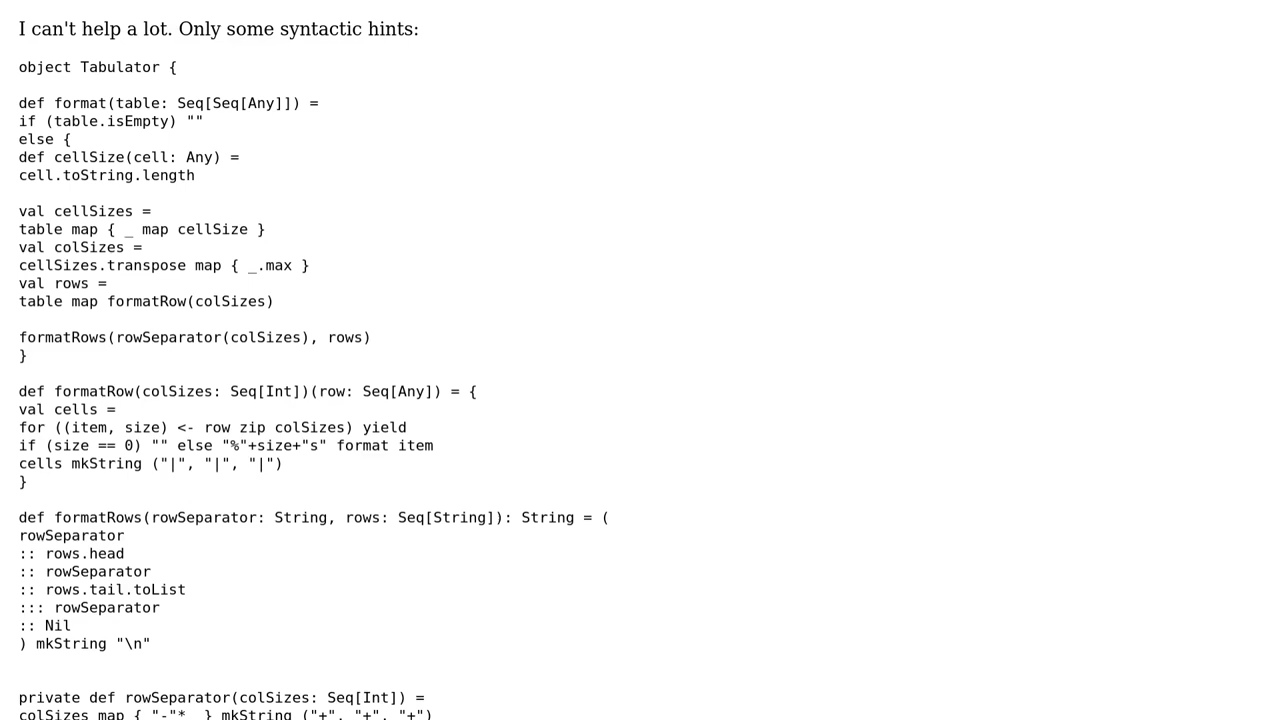 I can't help a lot. Only some syntactic hints:
object Tabulator {
def format(table: Seq[Seq[Any]]) =
if (table.isEmpty) ""
else {
def cellSize(cell: Any) =
cell.toString.length
val cellSizes =
table map { _ map cellSize }
val colSizes =
cellSizes.transpose map { _.max }
val rows =
table map formatRow(colSizes)
formatRows(rowSeparator(colSizes), rows)
}
def formatRow(colSizes: Seq[Int])(row: Seq[Any]) = {
val cells =
for ((item, size) <- row zip colSizes) yield
if (size == 0) "" else "%"+size+"s" format item
cells mkString ("|", "|", "|")
}
def formatRows(rowSeparator: String, rows: Seq[String]): String = (
rowSeparator
:: rows.head
:: rowSeparator
:: rows.tail.toList
::: rowSeparator
:: Nil
) mkString "\n"
private def rowSeparator(colSizes: Seq[Int]) =
colSizes map { "-"* _ } mkString ("+", "+", "+")